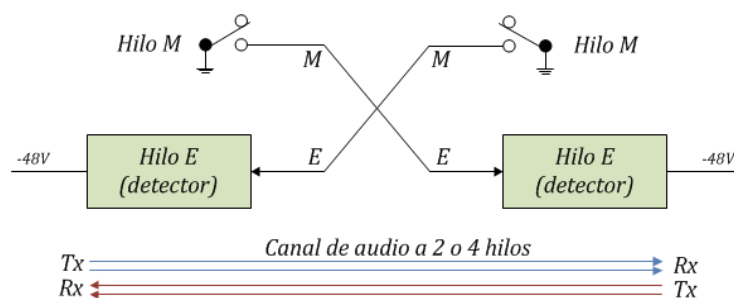 Hilo M
Hilo M
M
M
-48V
Hilo E
(detector)
E
E
Hilo E
(detector)
-48V
Canal de audio a 2 o 4 hilos
Tx
Rx
Rx
Tx